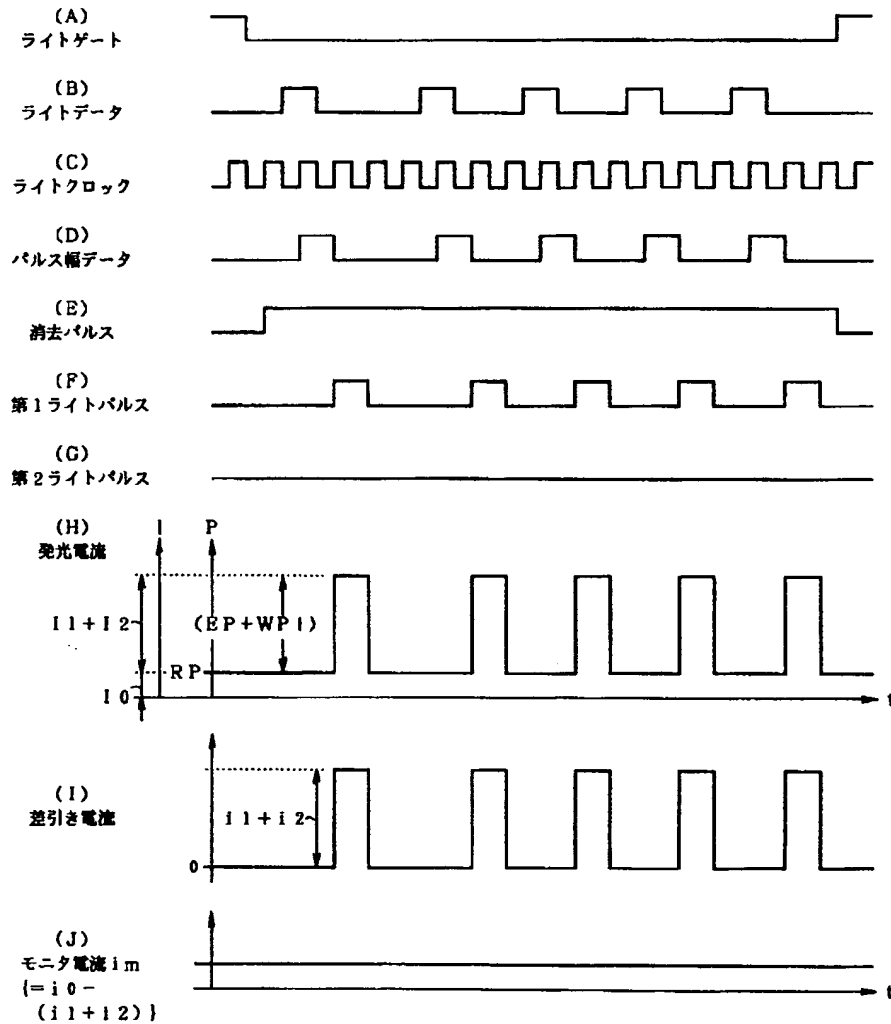 (A)
ライトゲート
(B)
ライトデータ
(C)
ライトクロック
(D)
パルス幅データ
(E)
消去パルス
(F)
第1ライトパルス
(G)
第2ライトパルス
(H)
発光電流
I
P
I1+I2~
(EP+WP1)
RP
I0~
t
(I)
差引き電流
i1+i2~
0
(J)
モニタ電流im
{=i0-
(i1+i2)}
t